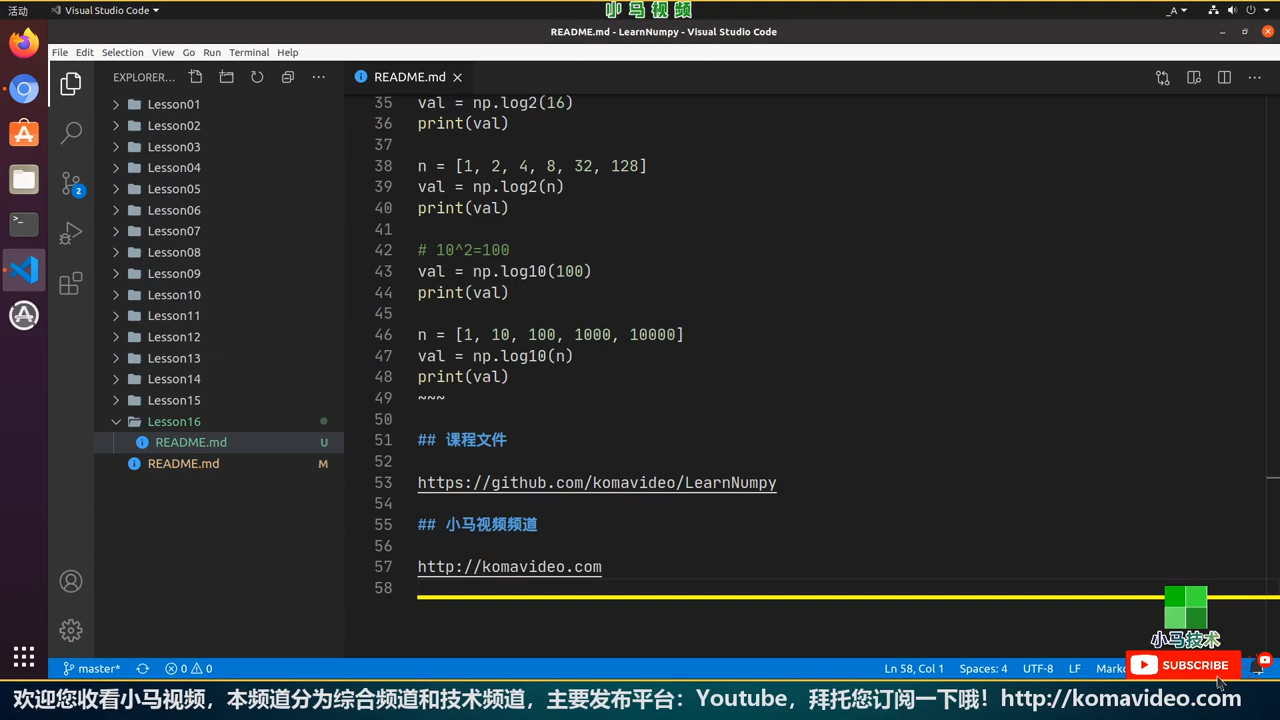 活动
Visual Studio Code
小马视频
README.md - LearnNumpy - Visual Studio Code
File Edit Selection View Go Run Terminal Help
EXPLORER...
README.md
Lesson01
Lesson02
Lesson03
Lesson04
Lesson05
Lesson06
Lesson07
Lesson08
Lesson09
Lesson10
Lesson11
Lesson12
Lesson13
Lesson14
Lesson15
Lesson16
README.md U
README.md M
2
35 val = np.log2(16)
36 print(val)
37
38 n = [1, 2, 4, 8, 32, 128]
39 val = np.log2(n)
40 print(val)
41
42 # 10^2=100
43 val = np.log10(100)
44 print(val)
45
46 n = [1, 10, 100, 1000, 10000]
47 val = np.log10(n)
48 print(val)
49 ~~~
50
51 ## 课程文件
52
53 https://github.com/komavideo/LearnNumpy
54
55 ## 小马视频频道
56
57 http://komavideo.com
58
小马技术
SUBSCRIBE
master* 0 0 Ln 58, Col 1 Spaces: 4 UTF-8 LF
欢迎您收看小马视频，本频道分为综合频道和技术频道，主要发布平台：Youtube，拜托您订阅一下哦！http://komavideo.com